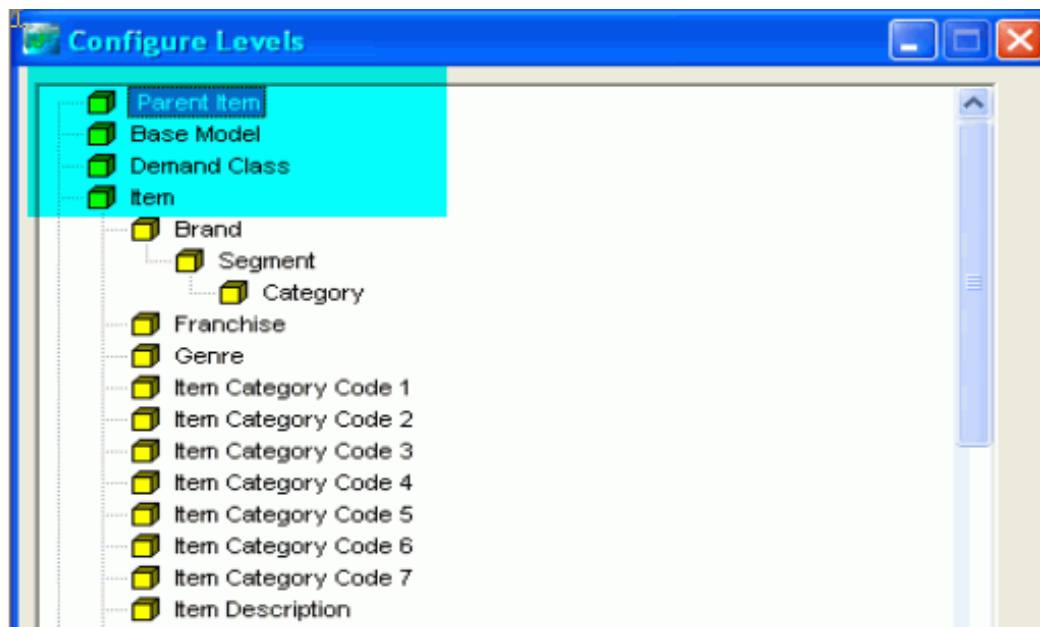 Configure Levels
Parent Item
Base Model
Demand Class
Item
Brand
Segment
Category
Franchise
Genre
Item Category Code 1
Item Category Code 2
Item Category Code 3
Item Category Code 4
Item Category Code 5
Item Category Code 6
Item Category Code 7
Item Description